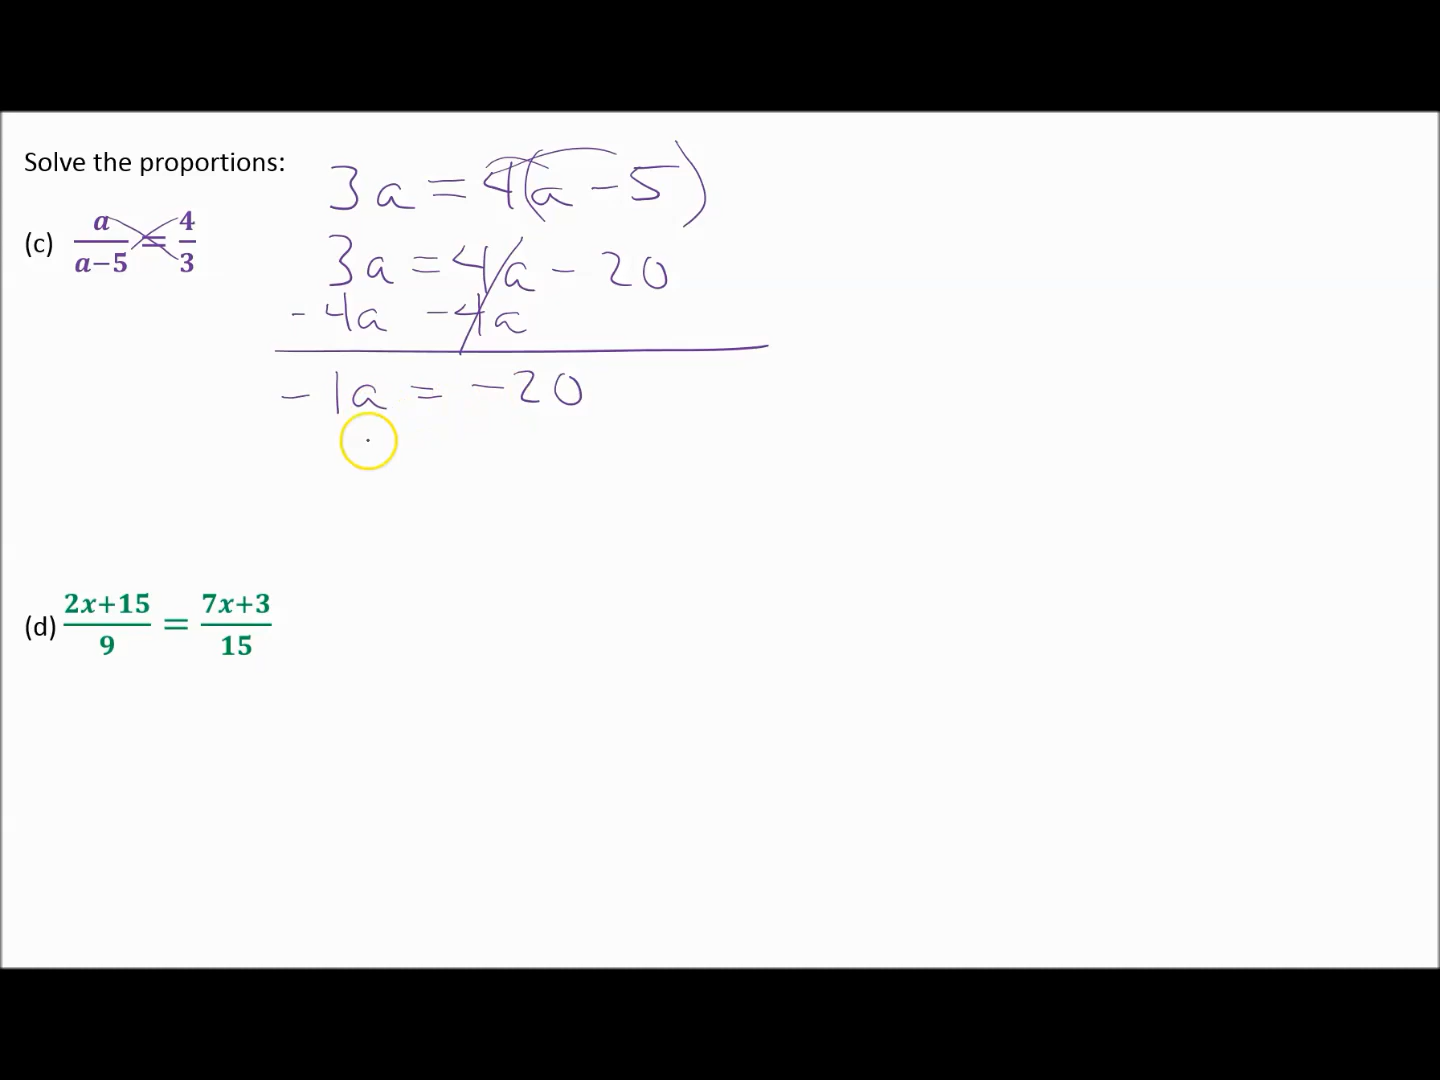 Solve the proportions:
(c) a/a−5 = 4/3
3a = 4(a − 5)
3a = 4a − 20
- 4a − 4a
− 1a = − 20
(d) 2x+15/9 = 7x+3/15